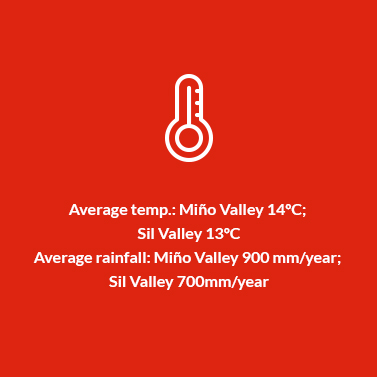 Average temp.: Miño Valley 14ºC;
Sil Valley 13ºC
Average rainfall: Miño Valley 900 mm/year;
Sil Valley 700mm/year